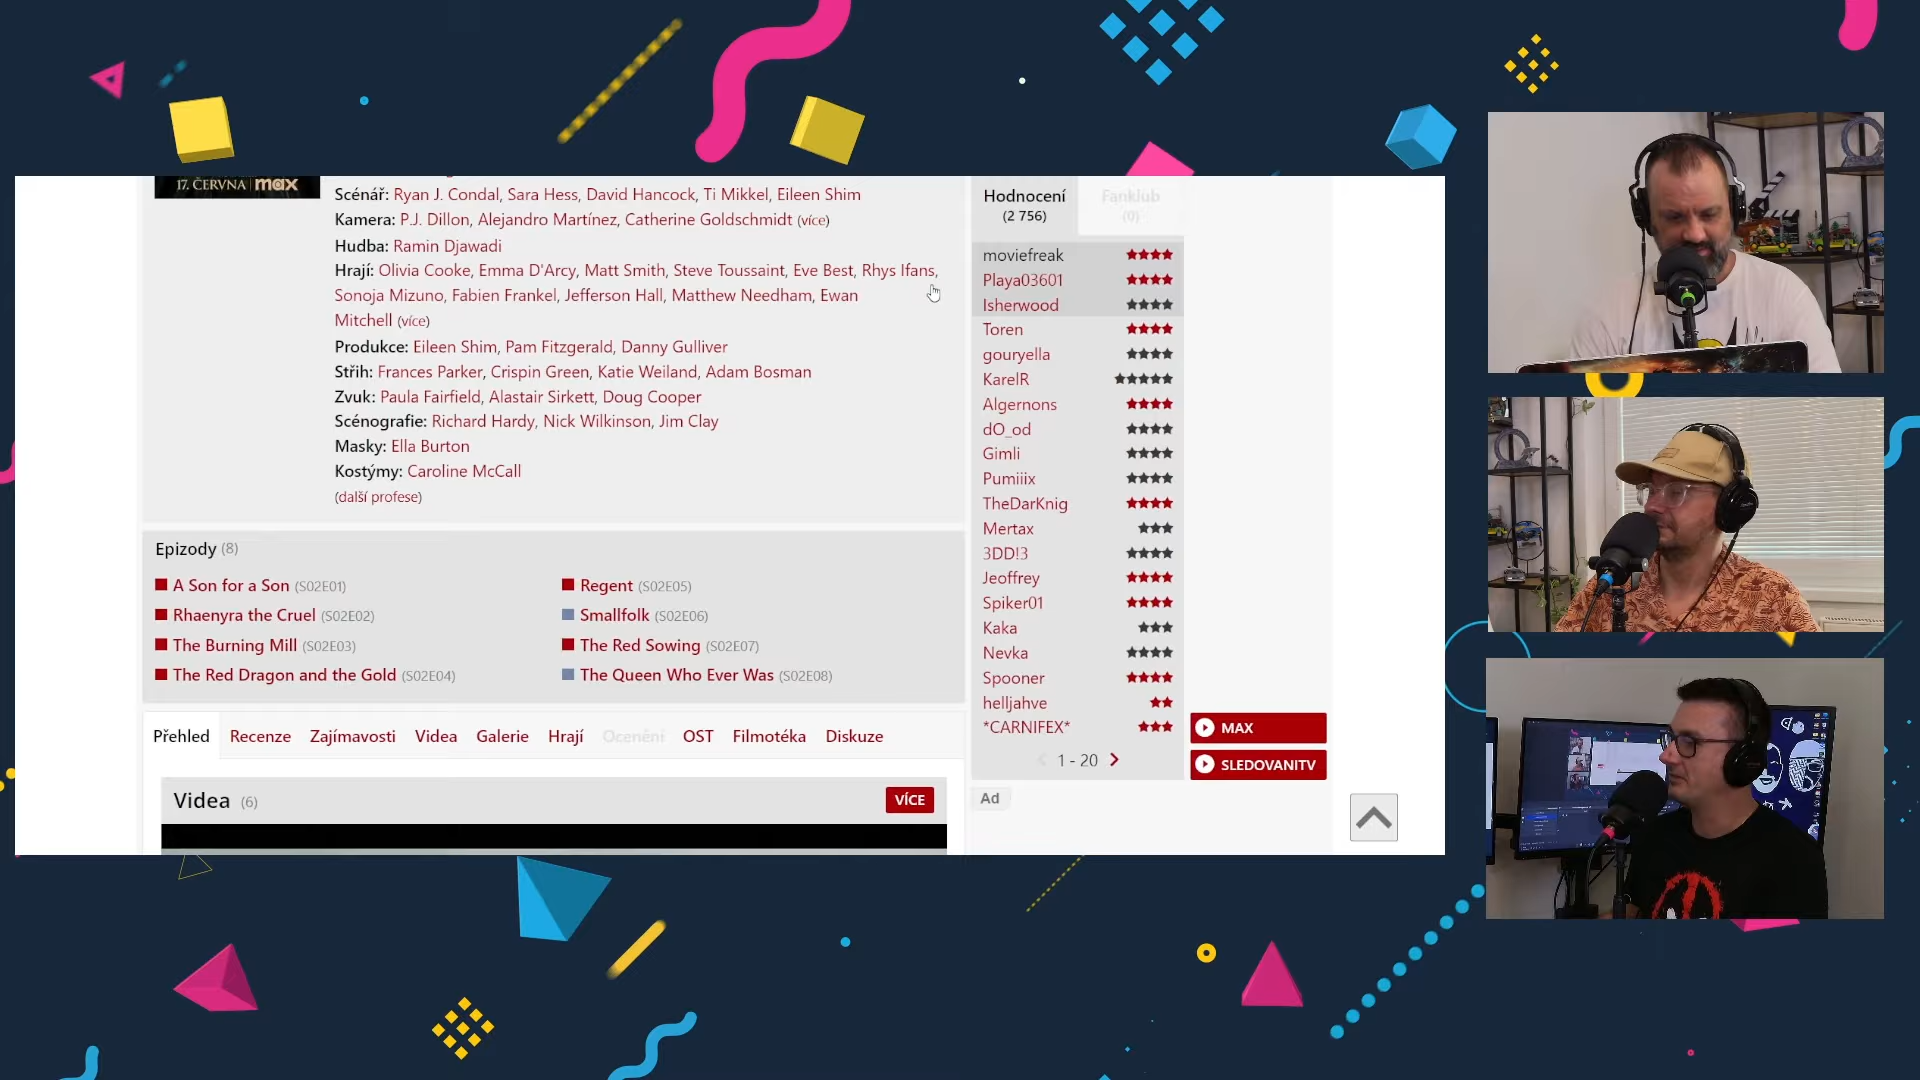 17. ČERVNA | max
Scénář: Ryan J. Condal, Sara Hess, David Hancock, Ti Mikkel, Eileen Shim
Kamera: P.J. Dillon, Alejandro Martínez, Catherine Goldschmidt (více)
Hudba: Ramin Djawadi
Hrají: Olivia Cooke, Emma D'Arcy, Matt Smith, Steve Toussaint, Eve Best, Rhys Ifans,
Sonoja Mizuno, Fabien Frankel, Jefferson Hall, Matthew Needham, Ewan
Mitchell (více)
Produkce: Eileen Shim, Pam Fitzgerald, Danny Gulliver
Střih: Frances Parker, Crispin Green, Katie Weiland, Adam Bosman
Zvuk: Paula Fairfield, Alastair Sirkett, Doug Cooper
Scénografie: Richard Hardy, Nick Wilkinson, Jim Clay
Masky: Ella Burton
Kostýmy: Caroline McCall
(další profese)
Epizody (8)
A Son for a Son (S02E01)
Rhaenyra the Cruel (S02E02)
The Burning Mill (S02E03)
The Red Dragon and the Gold (S02E04)
Regent (S02E05)
Smallfolk (S02E06)
The Red Sowing (S02E07)
The Queen Who Ever Was (S02E08)
Přehled Recenze Zajímavosti Videa Galerie Hrají Ocenění OST Filmotéka Diskuze
Videa (6)
VÍCE
Hodnocení
(2 756)
Fanklub
(0)
moviefreak
Playa03601
Isherwood
Toren
gouryella
KarelR
Algernons
dO_od
Gimli
Pumiiix
TheDarKnig
Mertax
3DD!3
Jeoffrey
Spiker01
Kaka
Nevka
Spooner
helljahve
*CARNIFEX*
1 - 20
Ad
MAX
SLEDOVANITV